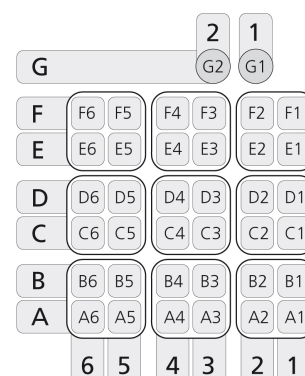 2 1
G G2 G1
F F6 F5 F4 F3 F2 F1
E E6 E5 E4 E3 E2 E1
D D6 D5 D4 D3 D2 D1
C C6 C5 C4 C3 C2 C1
B B6 B5 B4 B3 B2 B1
A A6 A5 A4 A3 A2 A1
6 5 4 3 2 1